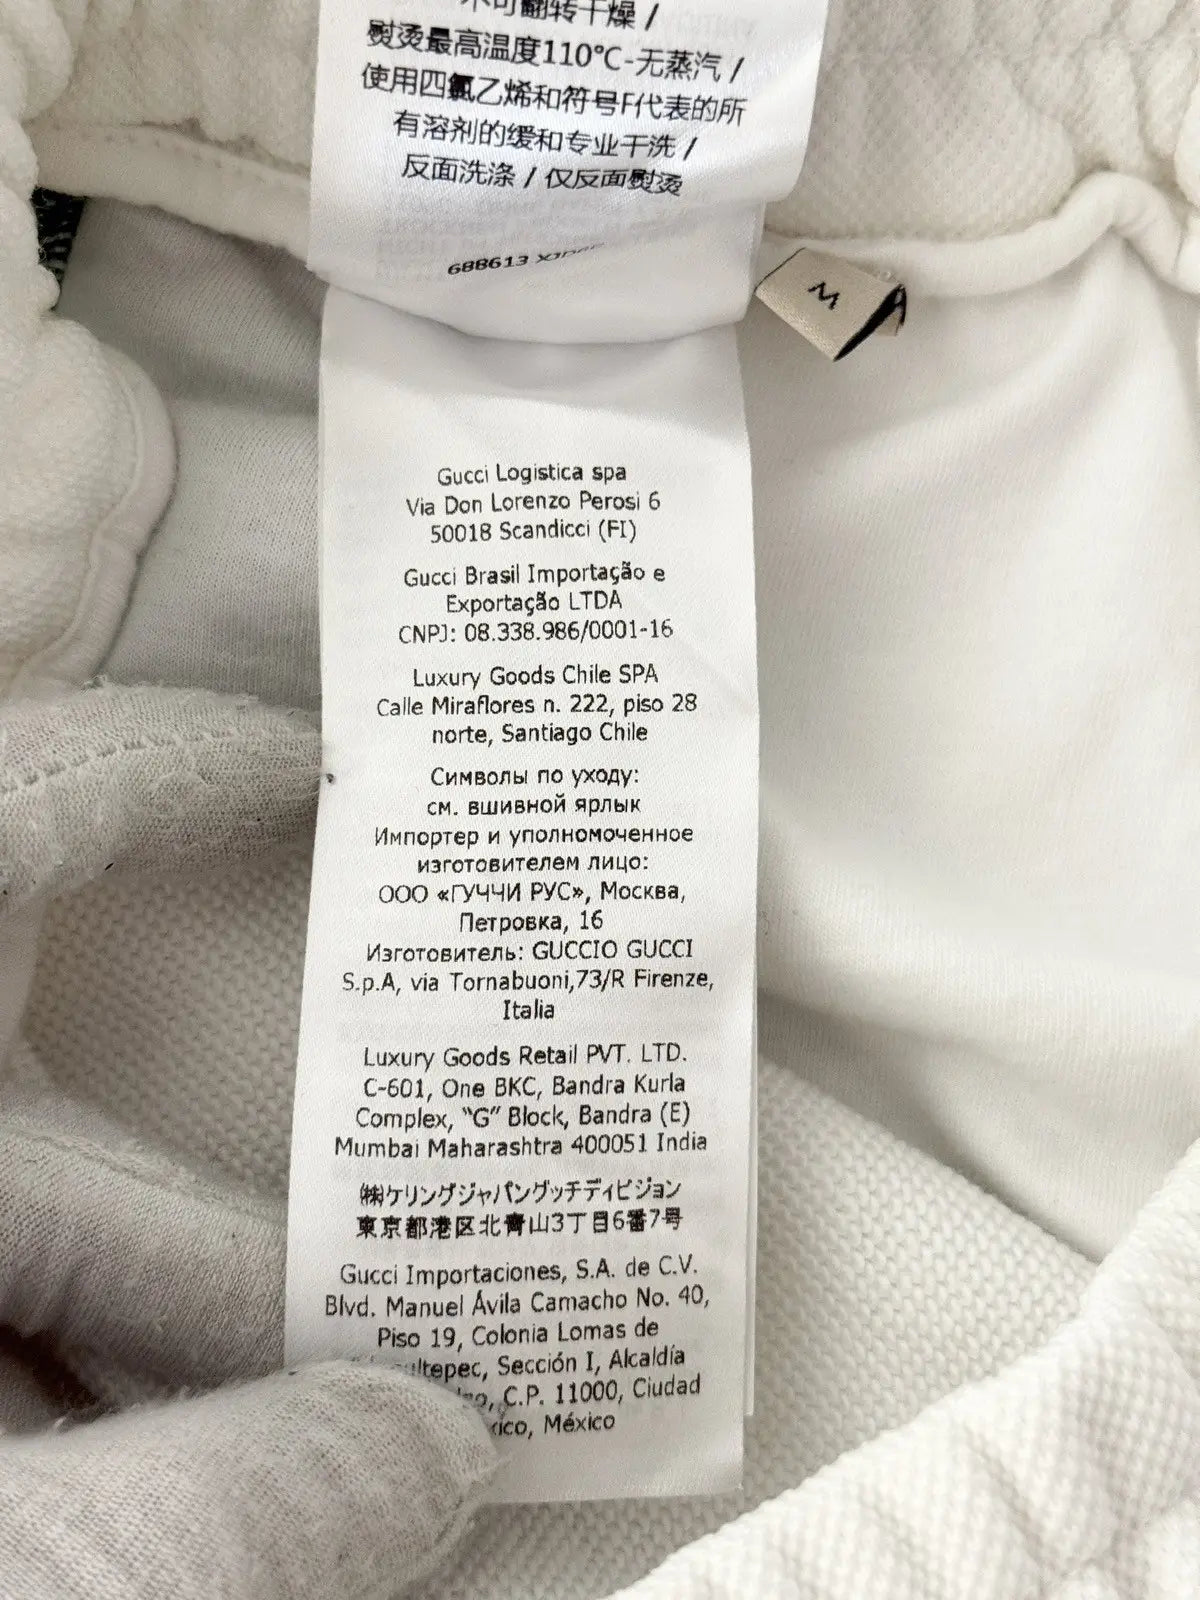 不可翻转干燥 /
熨烫最高温度110°C-无蒸汽 /
使用四氯乙烯和符号F代表的所
有溶剂的缓和专业干洗 /
反面洗涤 / 仅反面熨烫
688613
M
Gucci Logistica spa
Via Don Lorenzo Perosi 6
50018 Scandicci (FI)
Gucci Brasil Importação e
Exportação LTDA
CNPJ: 08.338.986/0001-16
Luxury Goods Chile SPA
Calle Miraflores n. 222, piso 28
norte, Santiago Chile
Символы по уходу:
см. вшивной ярлык
Импортер и уполномоченное
изготовителем лицо:
ООО «ГУЧЧИ РУС», Москва,
Петровка, 16
Изготовитель: GUCCIO GUCCI
S.p.A, via Tornabuoni,73/R Firenze,
Italia
Luxury Goods Retail PVT. LTD.
C-601, One BKC, Bandra Kurla
Complex, “G” Block, Bandra (E)
Mumbai Maharashtra 400051 India
㈱ケリングジャパングッチディビジョン
東京都港区北青山3丁目6番7号
Gucci Importaciones, S.A. de C.V.
Blvd. Manuel Ávila Camacho No. 40,
Piso 19, Colonia Lomas de
Sección I, Alcaldía
C.P. 11000, Ciudad
México